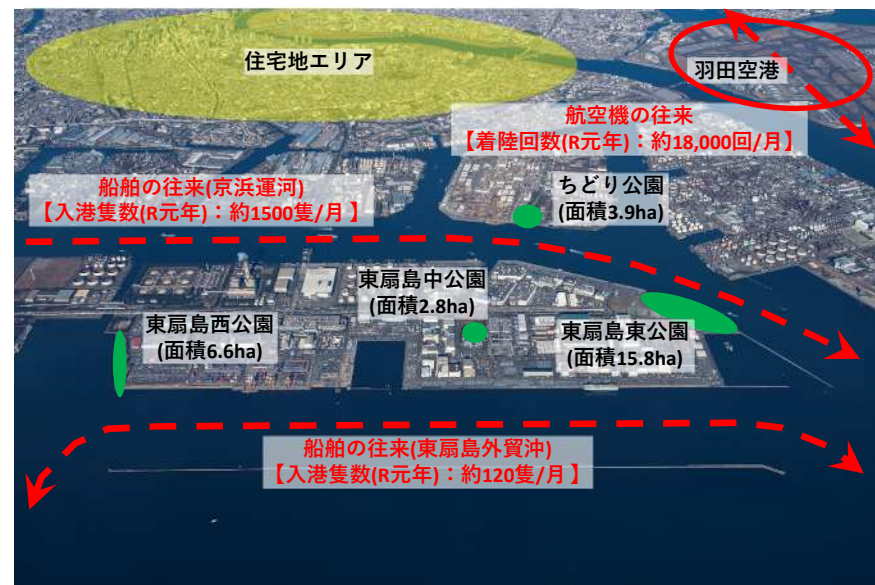 住宅地エリア
羽田空港
航空機の往来
【着陸回数(R元年)：約18,000回/月】
船舶の往来(京浜運河)
【入港隻数(R元年)：約1500隻/月 】
ちどり公園
(面積3.9ha)
東扇島中公園
(面積2.8ha)
東扇島西公園
(面積6.6ha)
東扇島東公園
(面積15.8ha)
船舶の往来(東扇島外貿沖)
【入港隻数(R元年)：約120隻/月 】